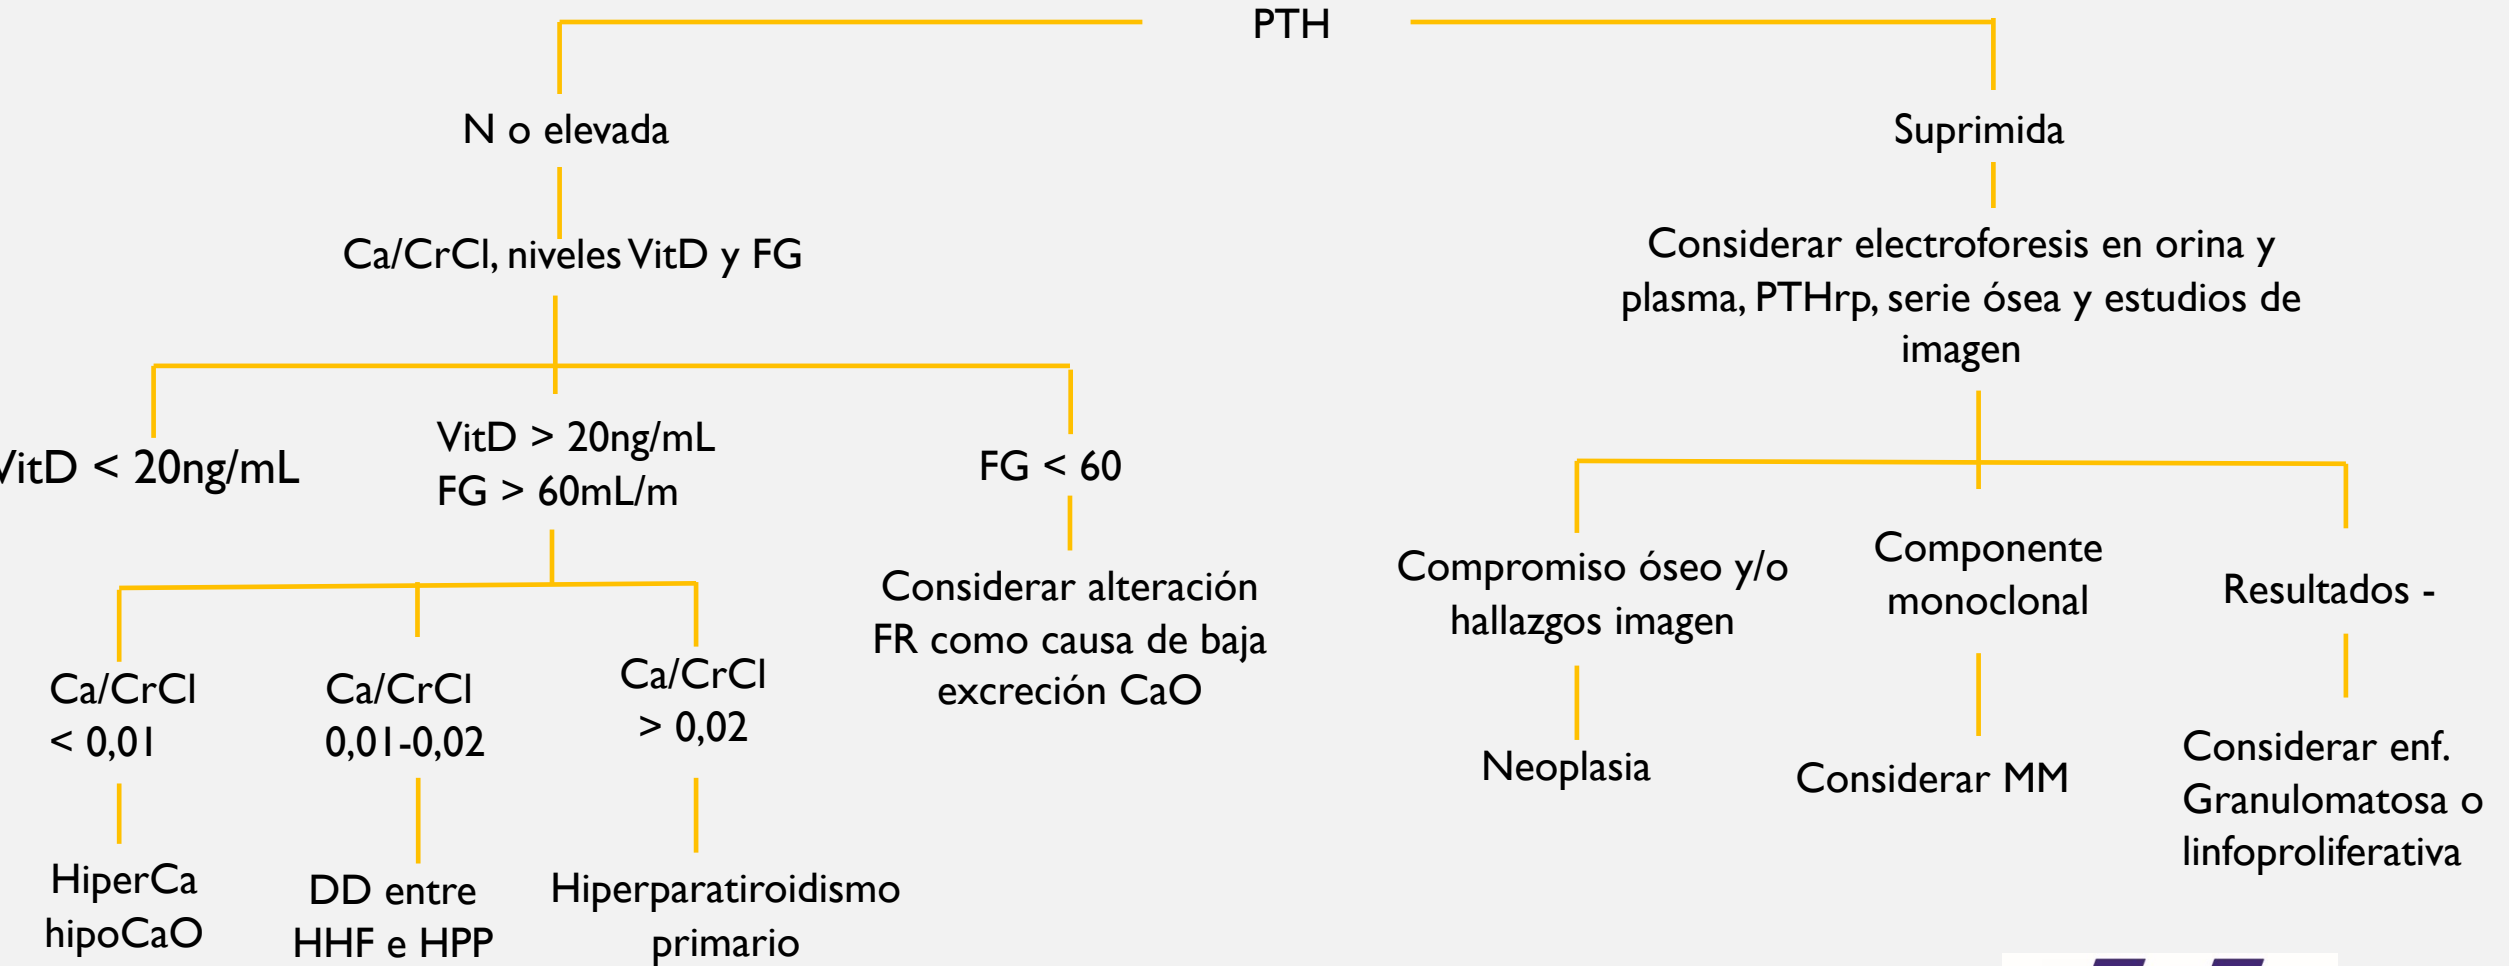 PTH
N o elevada
Suprimida
Ca/CrCl, niveles VitD y FG
Considerar electroforesis en orina y
plasma, PTHrp, serie ósea y estudios de
imagen
VitD < 20ng/mL
VitD > 20ng/mL
FG > 60mL/m
FG < 60
Considerar alteración
FR como causa de baja
excreción CaO
Ca/CrCl
< 0,01
Ca/CrCl
0,01-0,02
Ca/CrCl
> 0,02
HiperCa
hipoCaO
DD entre
HHF e HPP
Hiperparatiroidismo
primario
Compromiso óseo y/o
hallazgos imagen
Componente
monoclonal
Resultados -
Neoplasia
Considerar MM
Considerar enf.
Granulomatosa o
linfoproliferativa